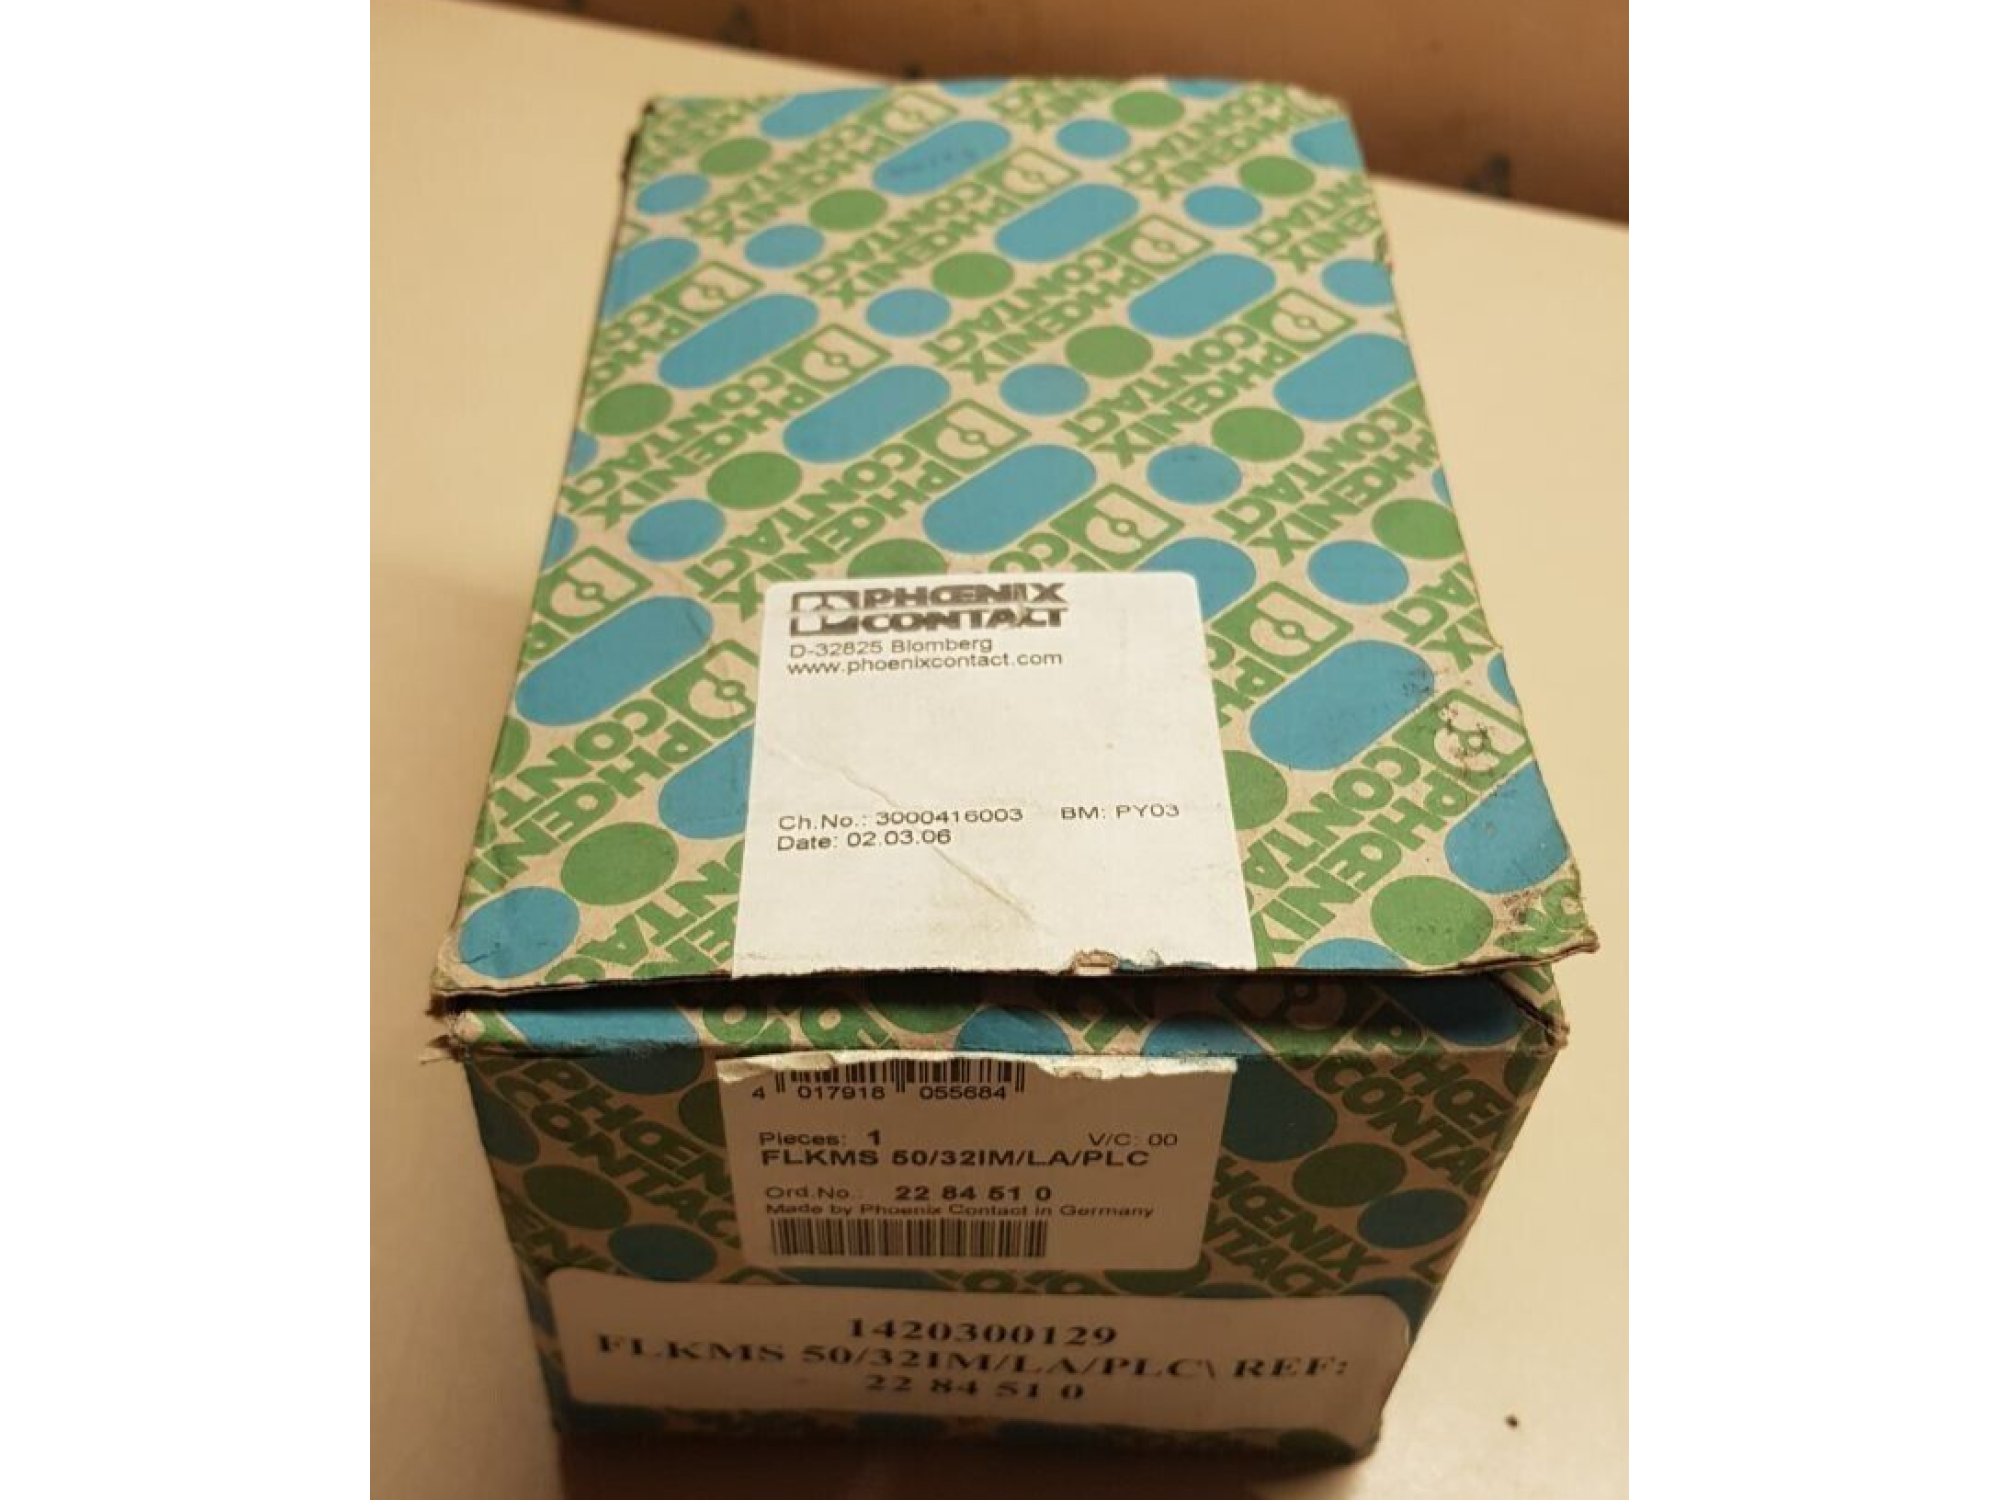 PHŒNIX
CONTACT
D-32825 Blomberg
www.phoenixcontact.com
Ch.No.: 3000416003 BM: PY03
Date: 02.03.06
4 017918 055684
Pieces: 1 V/C: 00
FLKMS 50/32IM/LA/PLC
Ord.No.: 22 84 51 0
Made by Phoenix Contact in Germany
1420300129
FLKMS 50/32IM/LA/PLC\ REF:
22 84 51 0